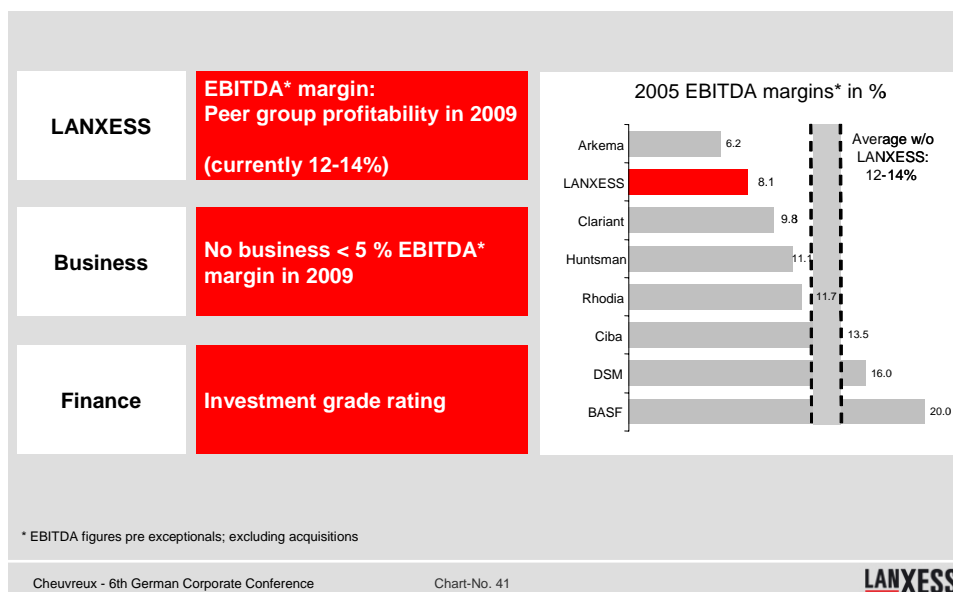 LANXESS
EBITDA* margin:
Peer group profitability in 2009
(currently 12-14%)
Business
No business < 5 % EBITDA*
margin in 2009
Finance
Investment grade rating
2005 EBITDA margins* in %
Average w/o
LANXESS:
12-14%
Arkema 6.2
LANXESS 8.1
Clariant 9.8
Huntsman 11.1
Rhodia 11.7
Ciba 13.5
DSM 16.0
BASF 20.0
* EBITDA figures pre exceptionals; excluding acquisitions
Cheuvreux - 6th German Corporate Conference Chart-No. 41
LANXESS